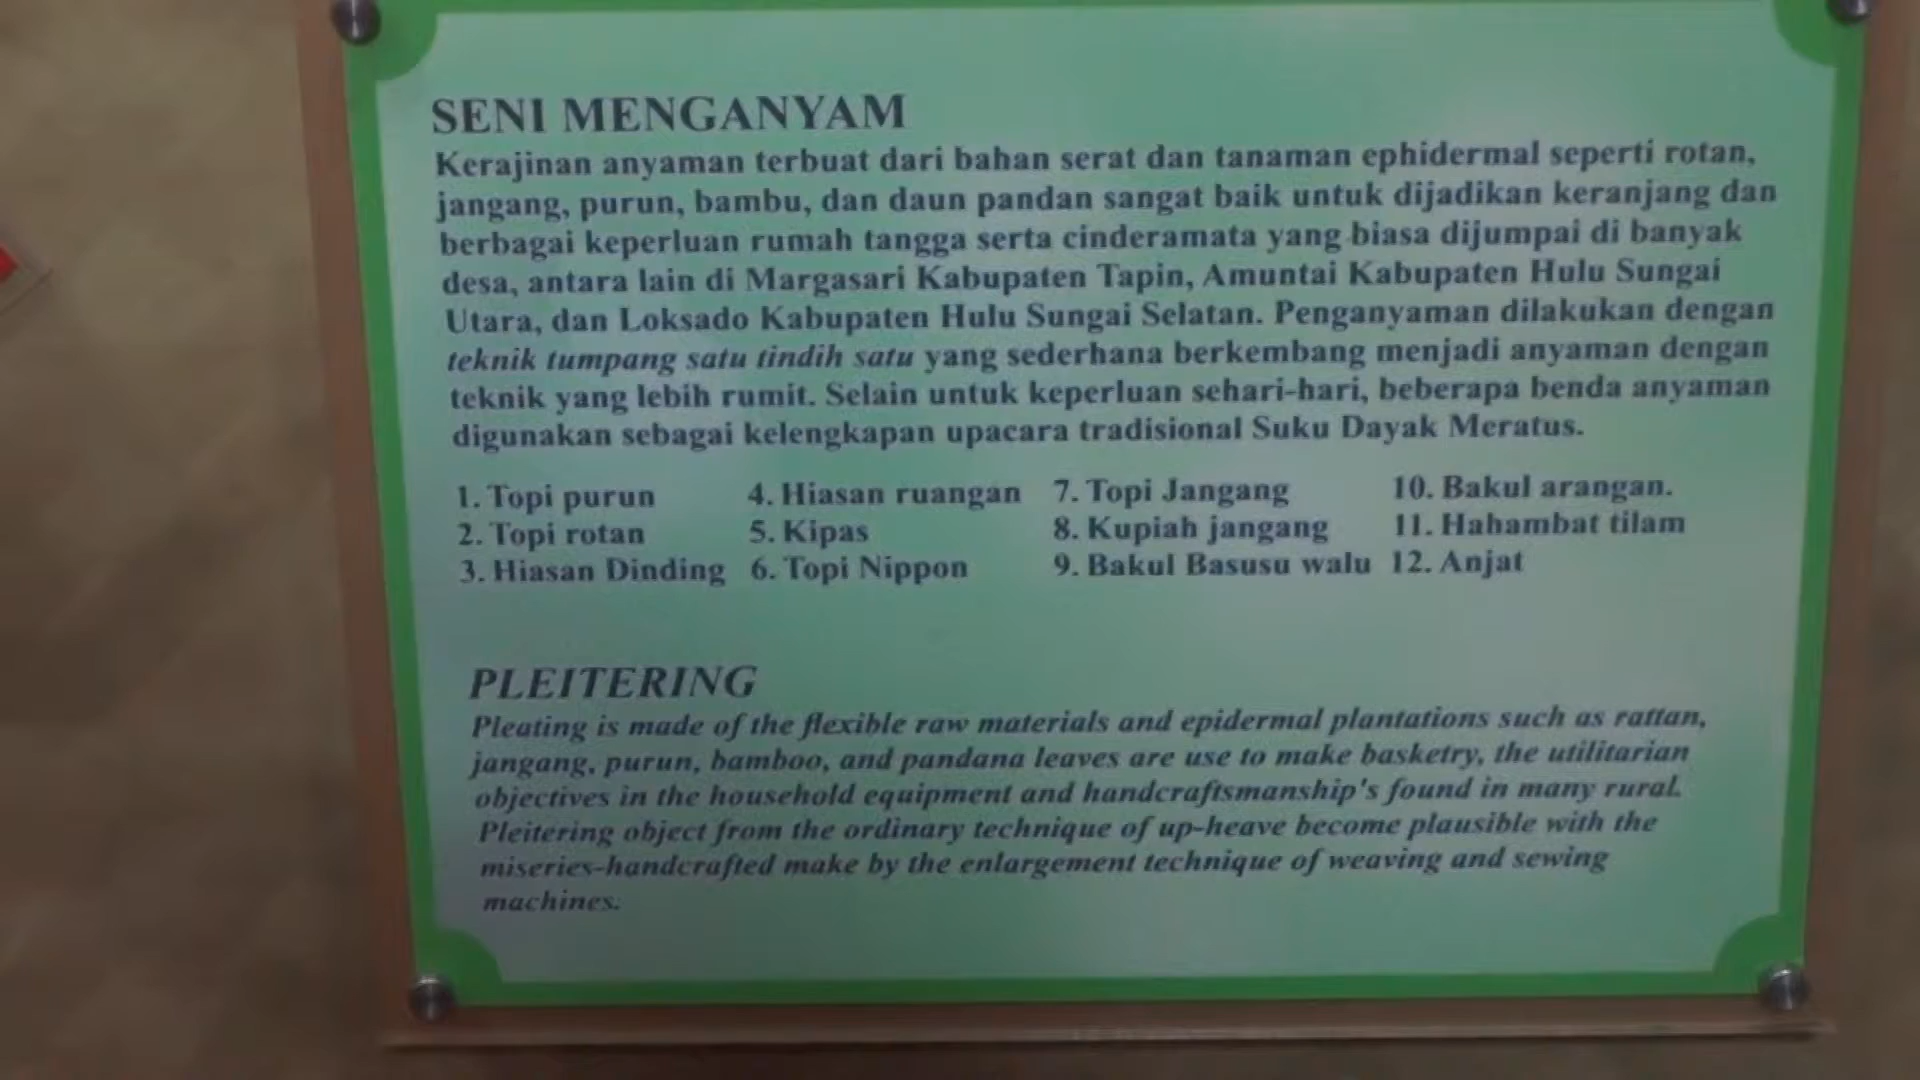 SENI MENGANYAM
Kerajinan anyaman terbuat dari bahan serat dan tanaman ephidermal seperti rotan,
jangang, purun, bambu, dan daun pandan sangat baik untuk dijadikan keranjang dan
berbagai keperluan rumah tangga serta cinderamata yang biasa dijumpai di banyak
desa, antara lain di Margasari Kabupaten Tapin, Amuntai Kabupaten Hulu Sungai
Utara, dan Loksado Kabupaten Hulu Sungai Selatan. Penganyaman dilakukan dengan
teknik tumpang satu tindih satu yang sederhana berkembang menjadi anyaman dengan
teknik yang lebih rumit. Selain untuk keperluan sehari-hari, beberapa benda anyaman
digunakan sebagai kelengkapan upacara tradisional Suku Dayak Meratus.
1. Topi purun 4. Hiasan ruangan 7. Topi Jangang 10. Bakul arangan.
2. Topi rotan 5. Kipas 8. Kupiah jangang 11. Hahambat tilam
3. Hiasan Dinding 6. Topi Nippon 9. Bakul Basusu walu 12. Anjat
PLEITERING
Pleating is made of the flexible raw materials and epidermal plantations such as rattan,
jangang, purun, bamboo, and pandana leaves are use to make basketry, the utilitarian
objectives in the household equipment and handcraftsmanship's found in many rural.
Pleitering object from the ordinary technique of up-heave become plausible with the
miseries-handcrafted make by the enlargement technique of weaving and sewing
machines.